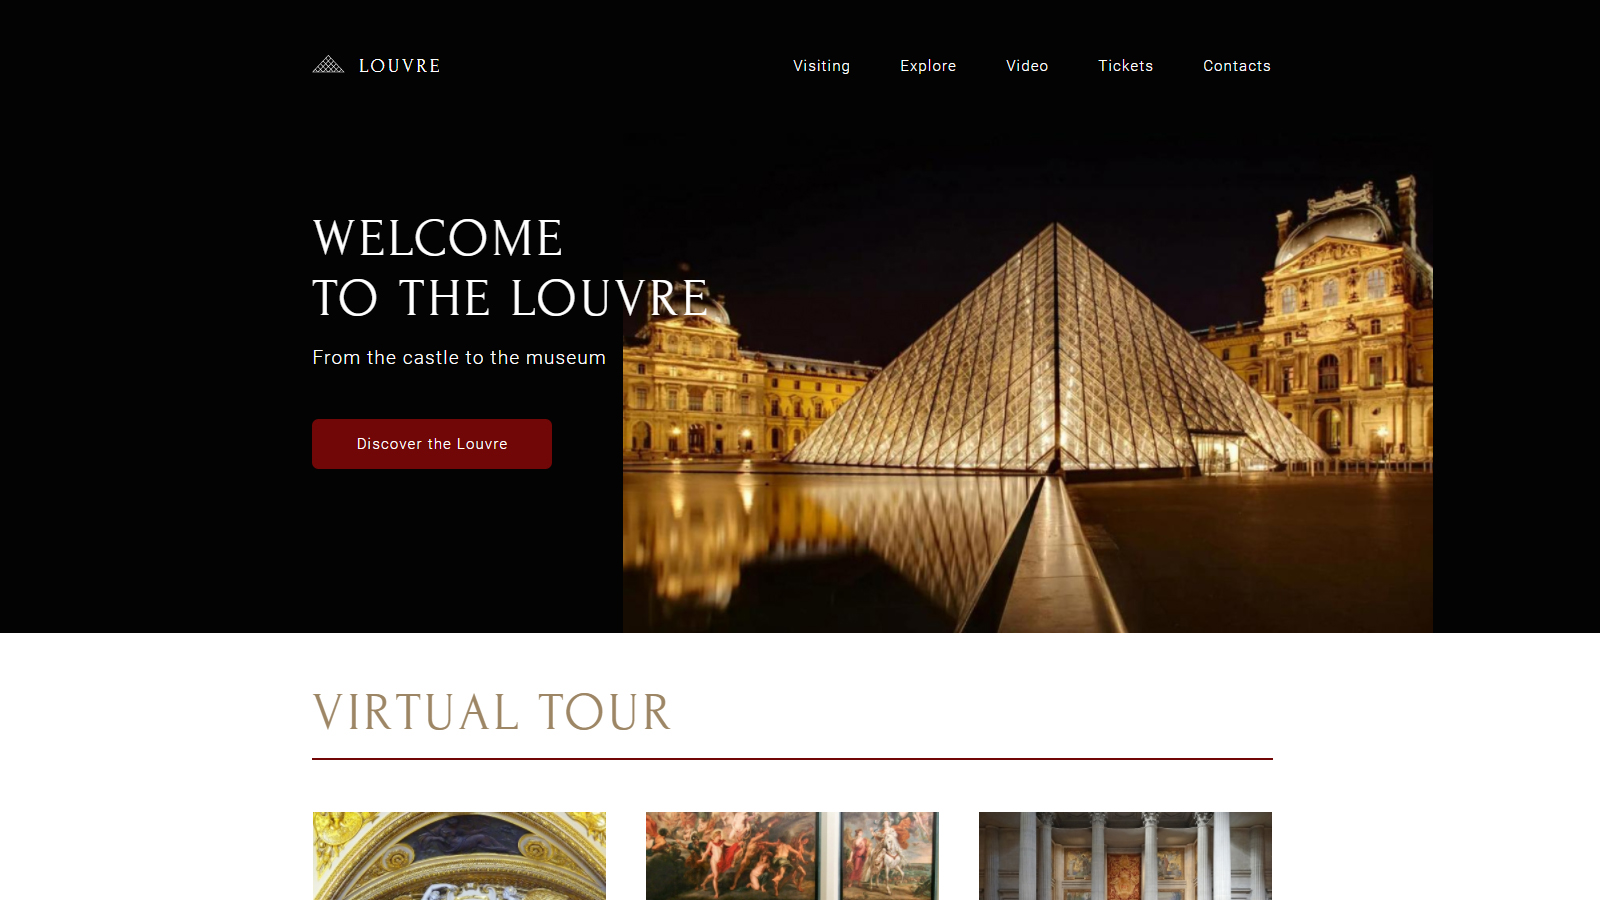 LOUVRE
Visiting
Explore
Video
Tickets
Contacts
WELCOME
TO THE LOUVRE
From the castle to the museum
Discover the Louvre
VIRTUAL TOUR